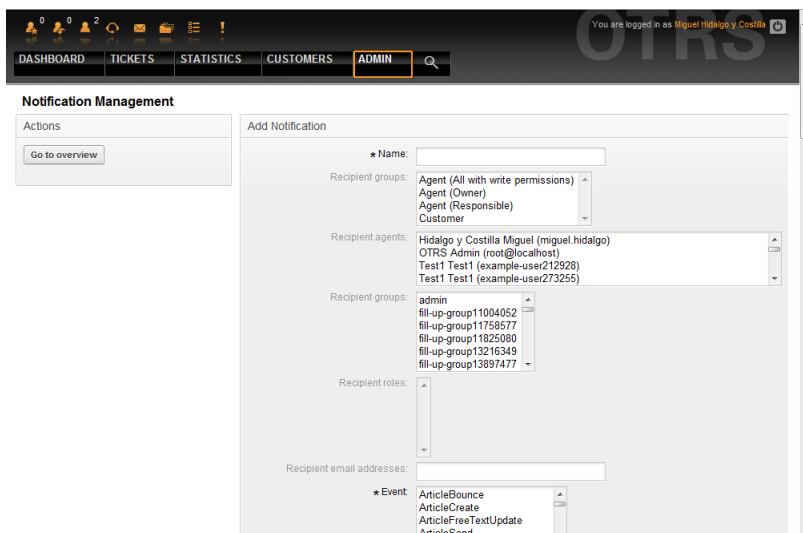 0 0 2
You are logged in as Miguel Hidalgo y Costilla
OTRS
DASHBOARD TICKETS STATISTICS CUSTOMERS ADMIN
Notification Management
Actions
Go to overview
Add Notification
★ Name:
Recipient groups:
Agent (All with write permissions)
Agent (Owner)
Agent (Responsible)
Customer
Recipient agents:
Hidalgo y Costilla Miguel (miguel.hidalgo)
OTRS Admin (root@localhost)
Test1 Test1 (example-user212928)
Test1 Test1 (example-user273255)
Recipient groups:
admin
fill-up-group11004052
fill-up-group11758577
fill-up-group11825080
fill-up-group13216349
fill-up-group13897477
Recipient roles:
Recipient email addresses:
★ Event:
ArticleBounce
ArticleCreate
ArticleFreeTextUpdate
ArticleSend